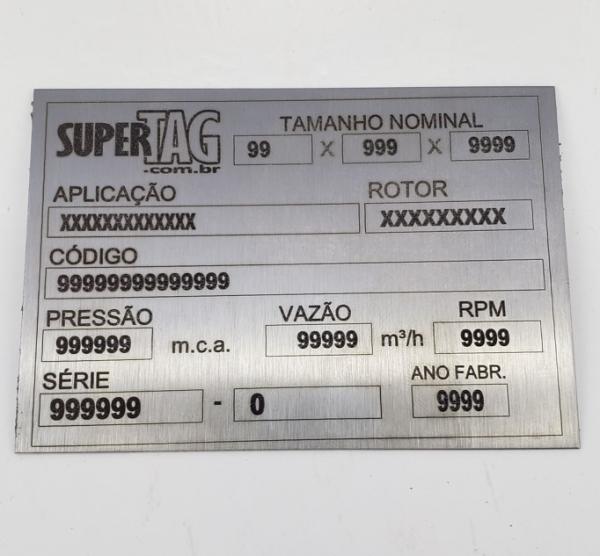 SUPERTAG
.com.br
TAMANHO NOMINAL
99 X 999 X 9999
APLICAÇÃO ROTOR
XXXXXXXXXXXXX XXXXXXXXX
CÓDIGO
99999999999999
PRESSÃO VAZÃO RPM
999999 m.c.a. 99999 m³/h 9999
SÉRIE ANO FABR.
999999 - 0 9999